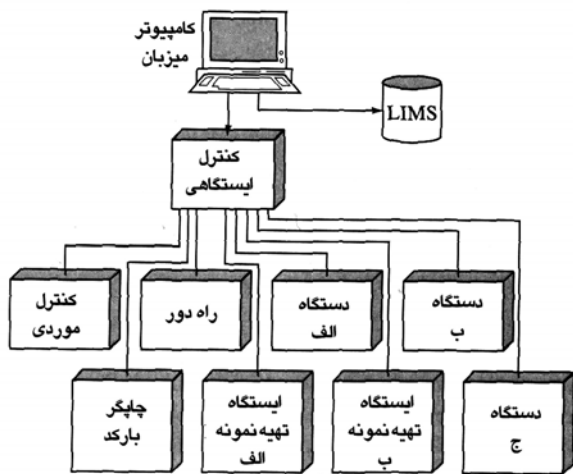 کامپیوتر
میزبان
LIMS
کنترل
ایستگاهی
کنترل
موردی
راه دور
دستگاه
الف
دستگاه
ب
چاپگر
بارکد
ایستگاه
تهیه نمونه
الف
ایستگاه
تهیه نمونه
ب
دستگاه
ج